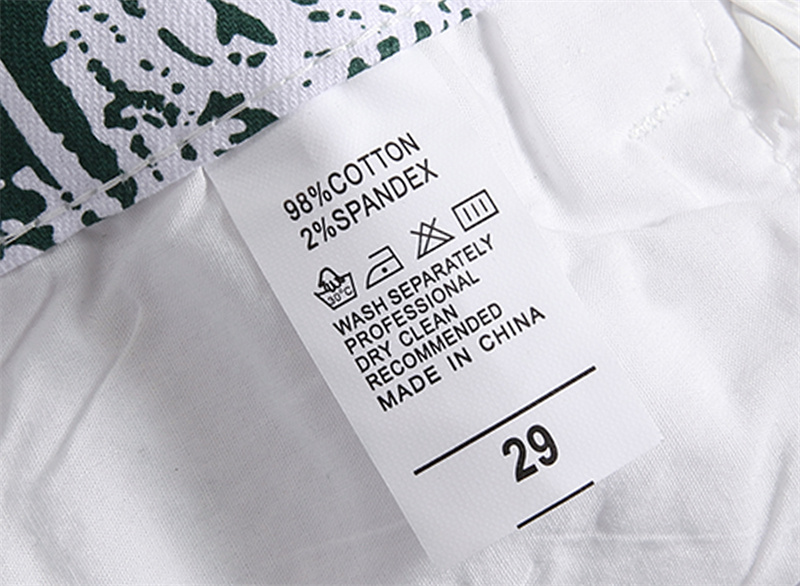 98%COTTON
2%SPANDEX
30°C
WASH SEPARATELY
PROFESSIONAL
DRY CLEAN
RECOMMENDED
MADE IN CHINA
29